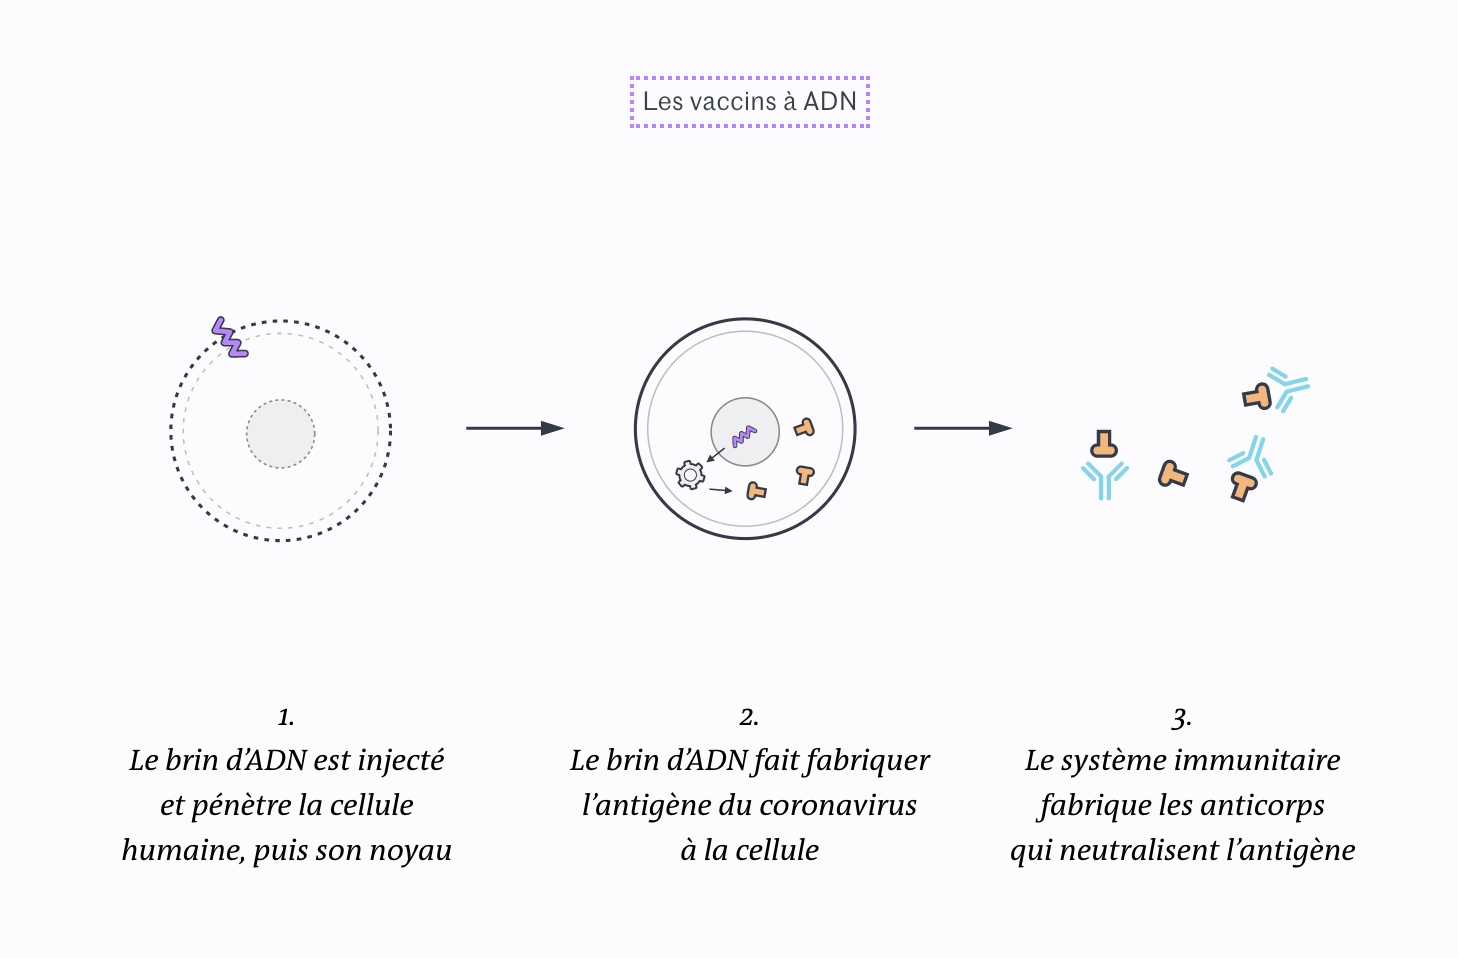 Les vaccins à ADN
1.
Le brin d’ADN est injecté
et pénètre la cellule
humaine, puis son noyau
2.
Le brin d’ADN fait fabriquer
l’antigène du coronavirus
à la cellule
3.
Le système immunitaire
fabrique les anticorps
qui neutralisent l’antigène